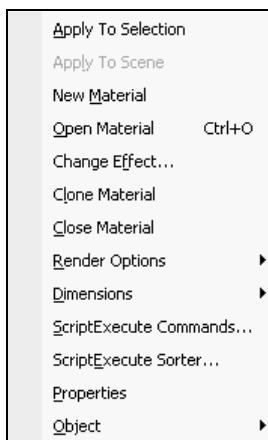 Apply To Selection
Apply To Scene
New Material
Open Material Ctrl+O
Change Effect...
Clone Material
Close Material
Render Options
Dimensions
ScriptExecute Commands...
ScriptExecute Sorter...
Properties
Object